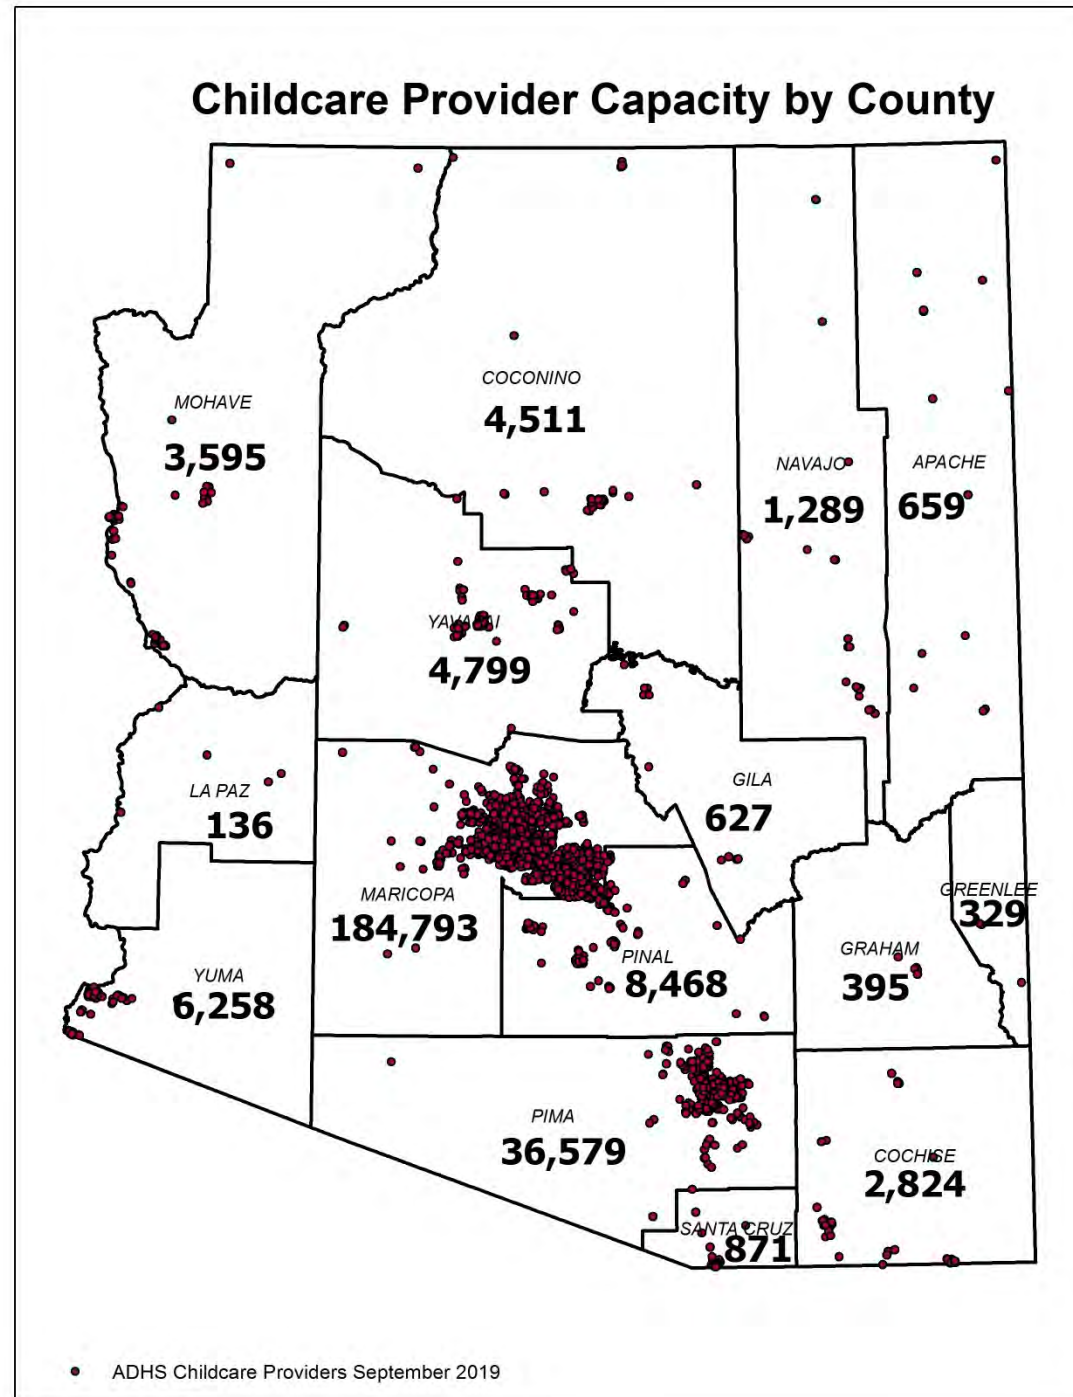 Childcare Provider Capacity by County
COCONINO
4,511
MOHAVE
3,595
NAVAJO
1,289
APACHE
659
YAVAPAI
4,799
LA PAZ
136
GILA
627
MARICOPA
184,793
GREENLEE
329
GRAHAM
395
PINAL
8,468
YUMA
6,258
PIMA
36,579
COCHISE
2,824
SANTA CRUZ
871
ADHS Childcare Providers September 2019